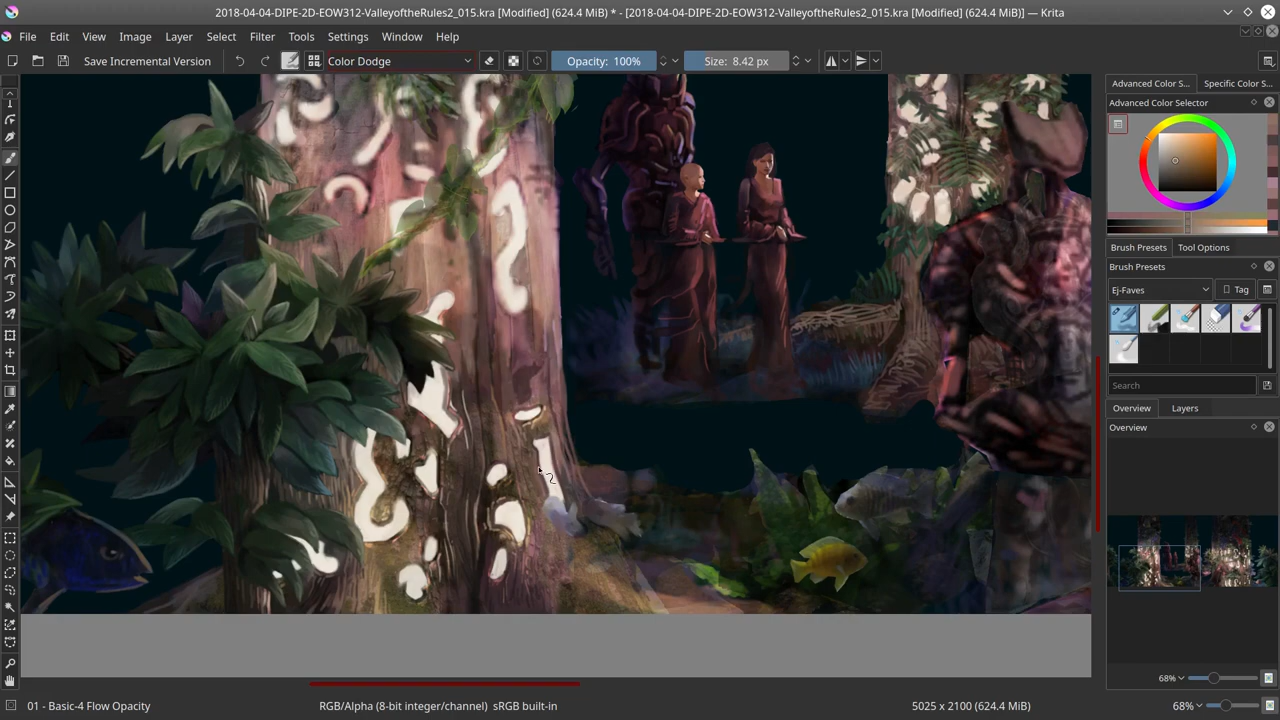 2018-04-04-DIPE-2D-EOW312-ValleyoftheRules2_015.kra [Modified] (624.4 MiB) * - [2018-04-04-DIPE-2D-EOW312-ValleyoftheRules2_015.kra [Modified] (624.4 MiB)] — Krita
File Edit View Image Layer Select Filter Tools Settings Window Help
Save Incremental Version Color Dodge Opacity: 100% Size: 8.42 px
Advanced Color S... Specific Color S...
Advanced Color Selector
Brush Presets Tool Options
Brush Presets
Ej-Faves Tag
Search
Overview Layers
Overview
68%
01 - Basic-4 Flow Opacity RGB/Alpha (8-bit integer/channel) sRGB built-in 5025 x 2100 (624.4 MiB) 68%